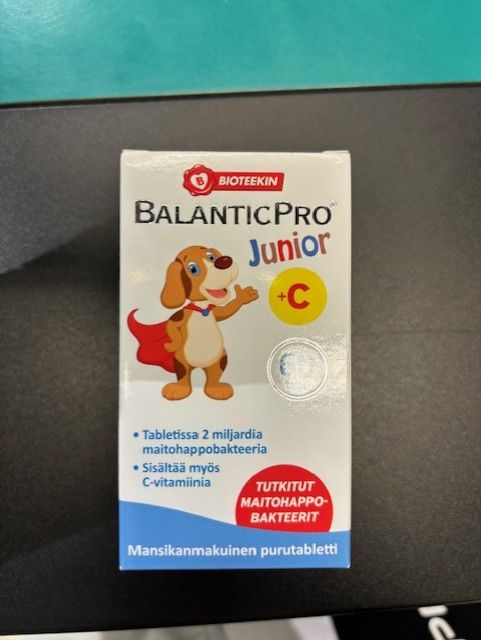 B BIOTEEKIN
BALANTICPRO®
Junior
+C
• Tabletissa 2 miljardia
maitohappobakteeria
• Sisältää myös
C-vitamiinia
TUTKITUT
MAITOHAPPO-
BAKTEERIT
Mansikanmakuinen purutabletti